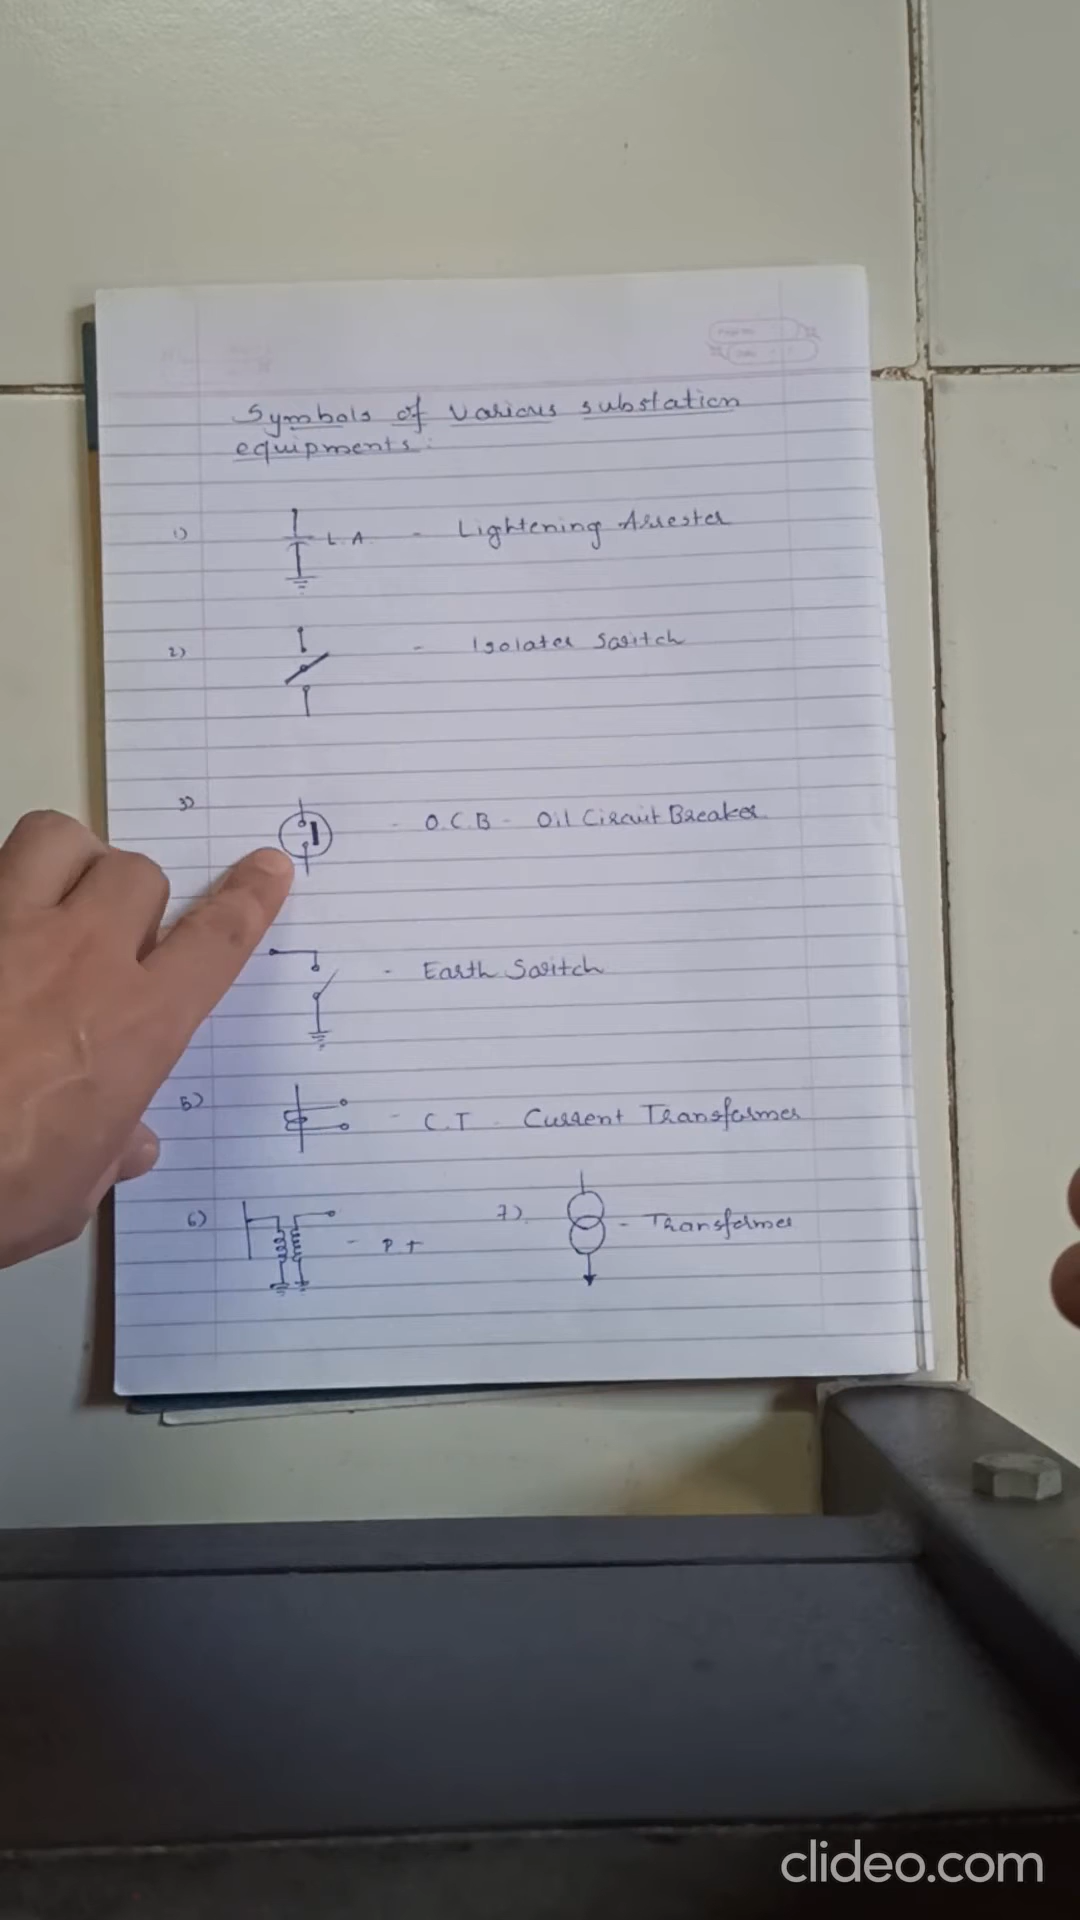 Symbols of various substation
equipments:
1) L.A. - Lightening Arrester
2) - Isolater Switch
3) - O.C.B - Oil Circuit Breaker
- Earth Switch
5) - C.T - Current Transformer
6) - P T
7) - Transformer
clideo.com